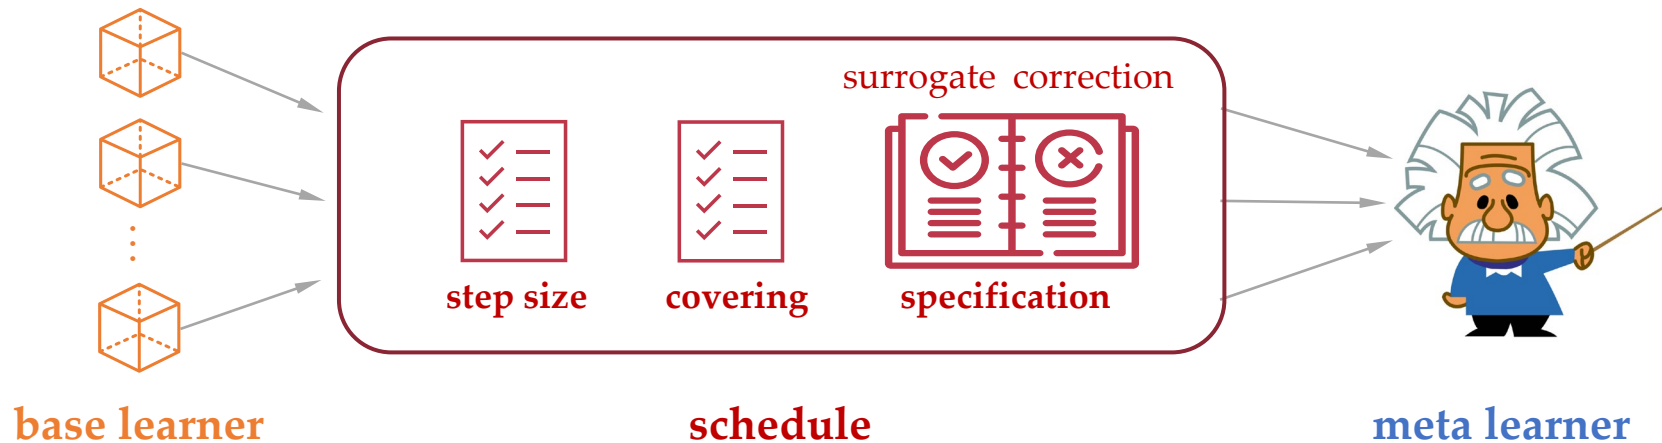 surrogate correction
step size
covering
specification
base learner
schedule
meta learner